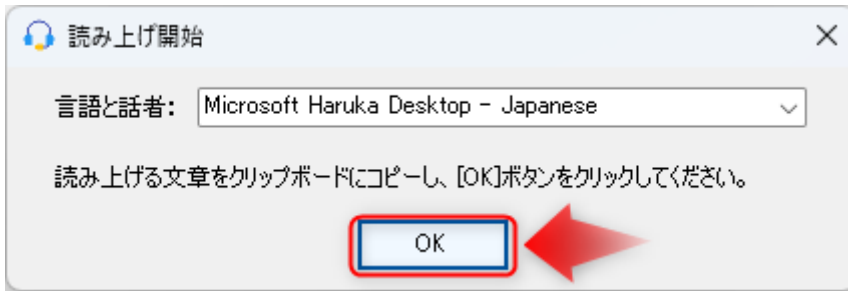 読み上げ開始
言語と話者: Microsoft Haruka Desktop - Japanese
読み上げる文章をクリップボードにコピーし、[OK]ボタンをクリックしてください。
OK